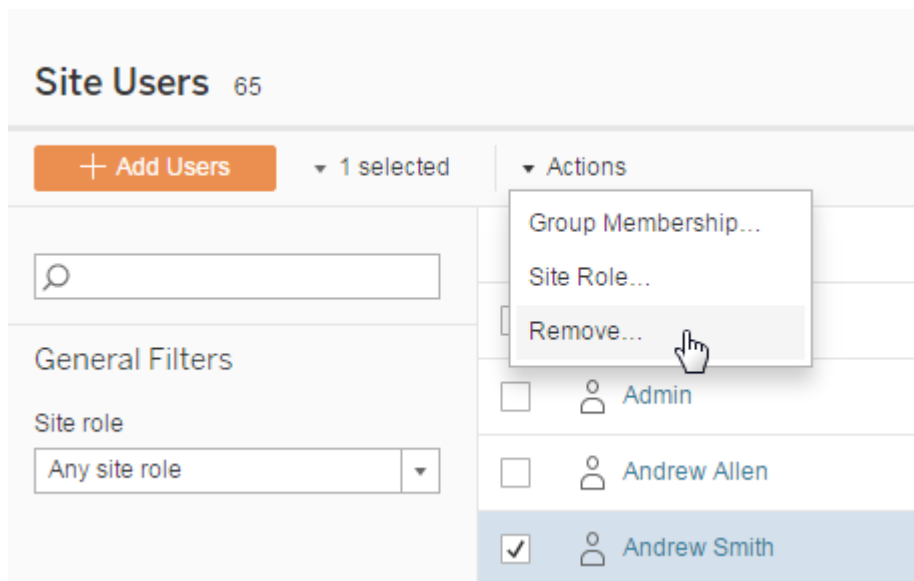 Site Users 65
+ Add Users
1 selected
Actions
Group Membership...
Site Role...
Remove...
General Filters
Site role
Any site role
Admin
Andrew Allen
Andrew Smith